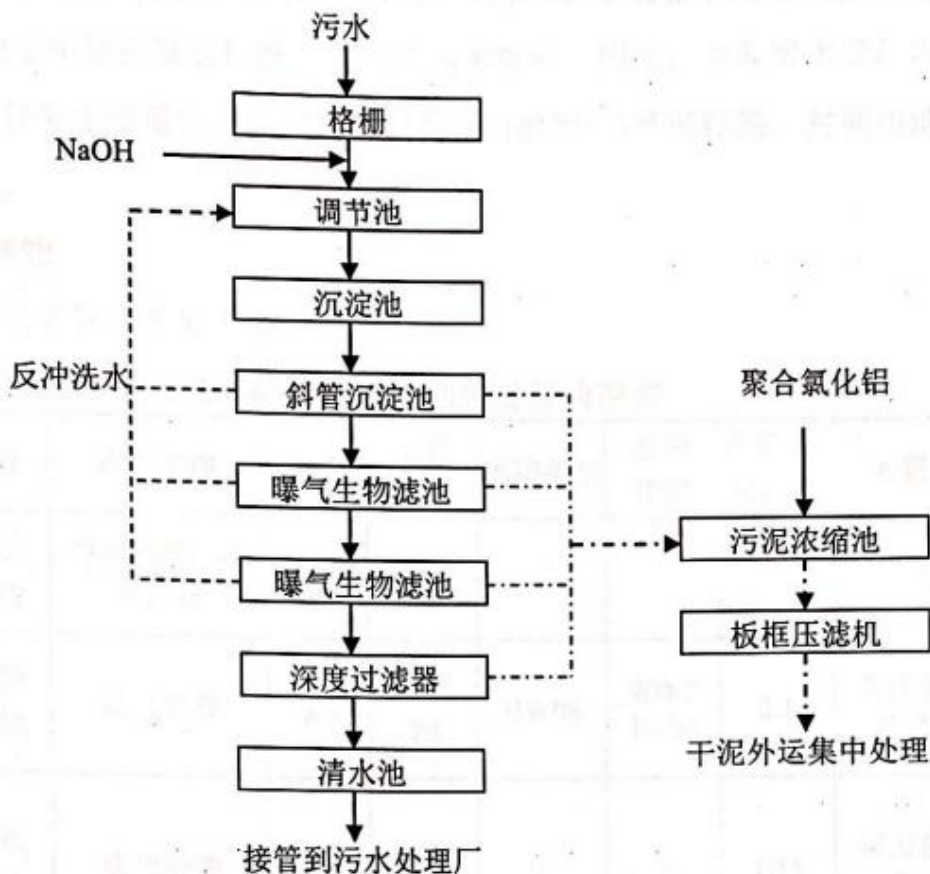 污水
格栅
NaOH
调节池
沉淀池
反冲洗水
斜管沉淀池
聚合氯化铝
曝气生物滤池
污泥浓缩池
曝气生物滤池
板框压滤机
深度过滤器
干泥外运集中处理
清水池
接管到污水处理厂